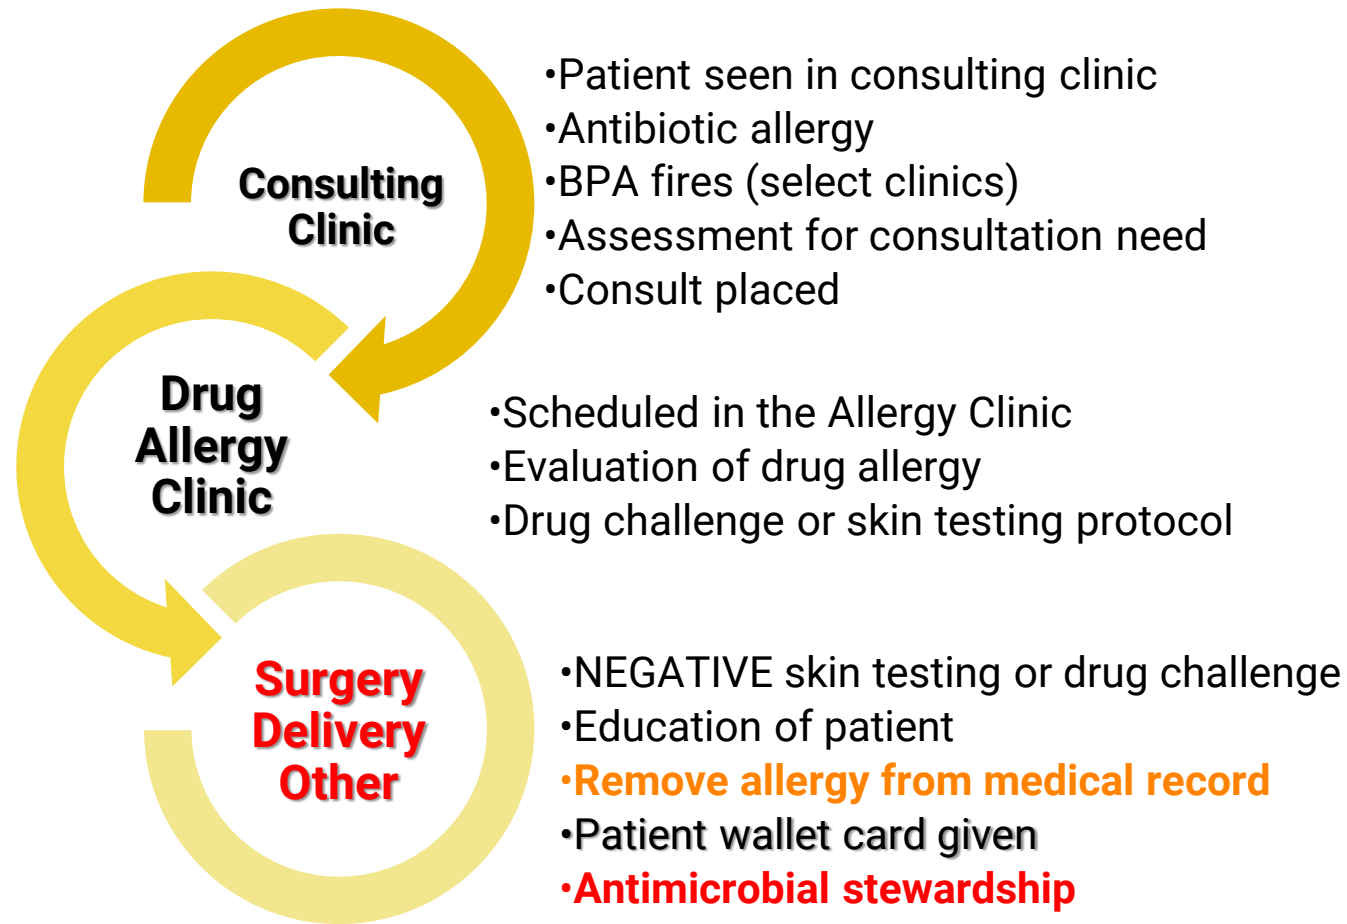 Consulting
Clinic
•Patient seen in consulting clinic
•Antibiotic allergy
•BPA fires (select clinics)
•Assessment for consultation need
•Consult placed
Drug
Allergy
Clinic
•Scheduled in the Allergy Clinic
•Evaluation of drug allergy
•Drug challenge or skin testing protocol
Surgery
Delivery
Other
•NEGATIVE skin testing or drug challenge
•Education of patient
•Remove allergy from medical record
•Patient wallet card given
•Antimicrobial stewardship